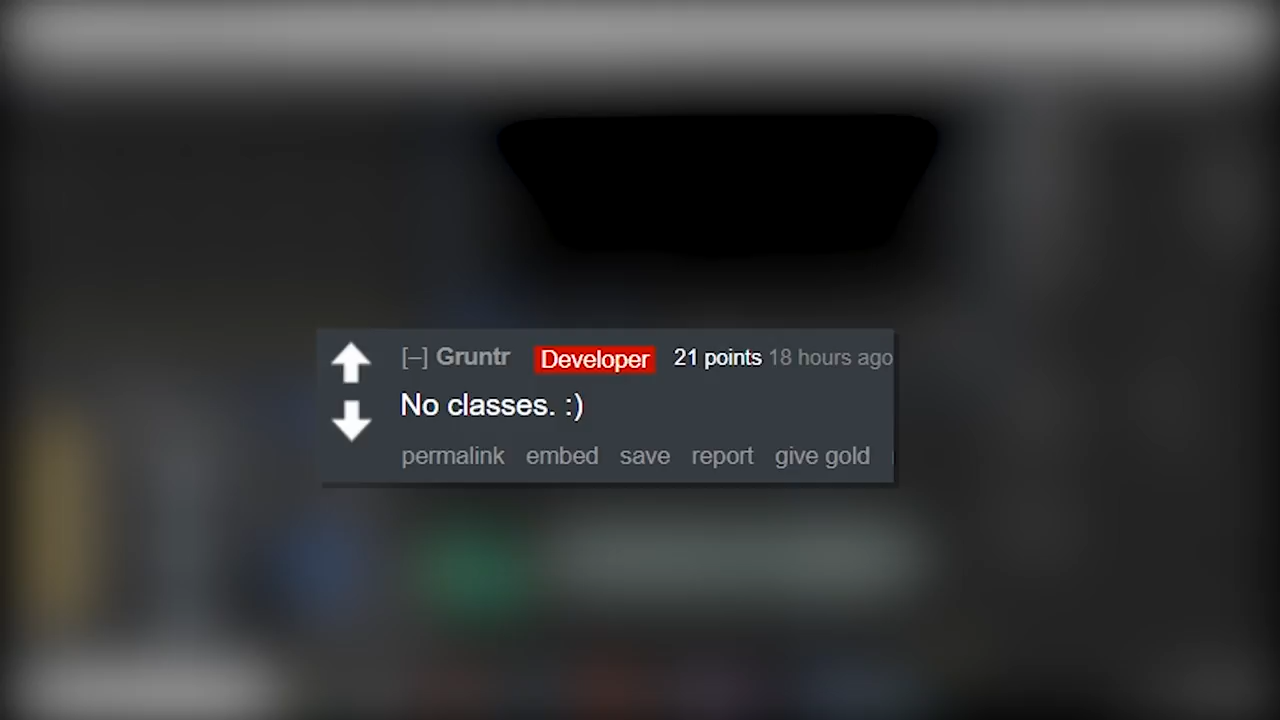 [–] Gruntr Developer 21 points 18 hours ago
No classes. :)
permalink embed save report give gold